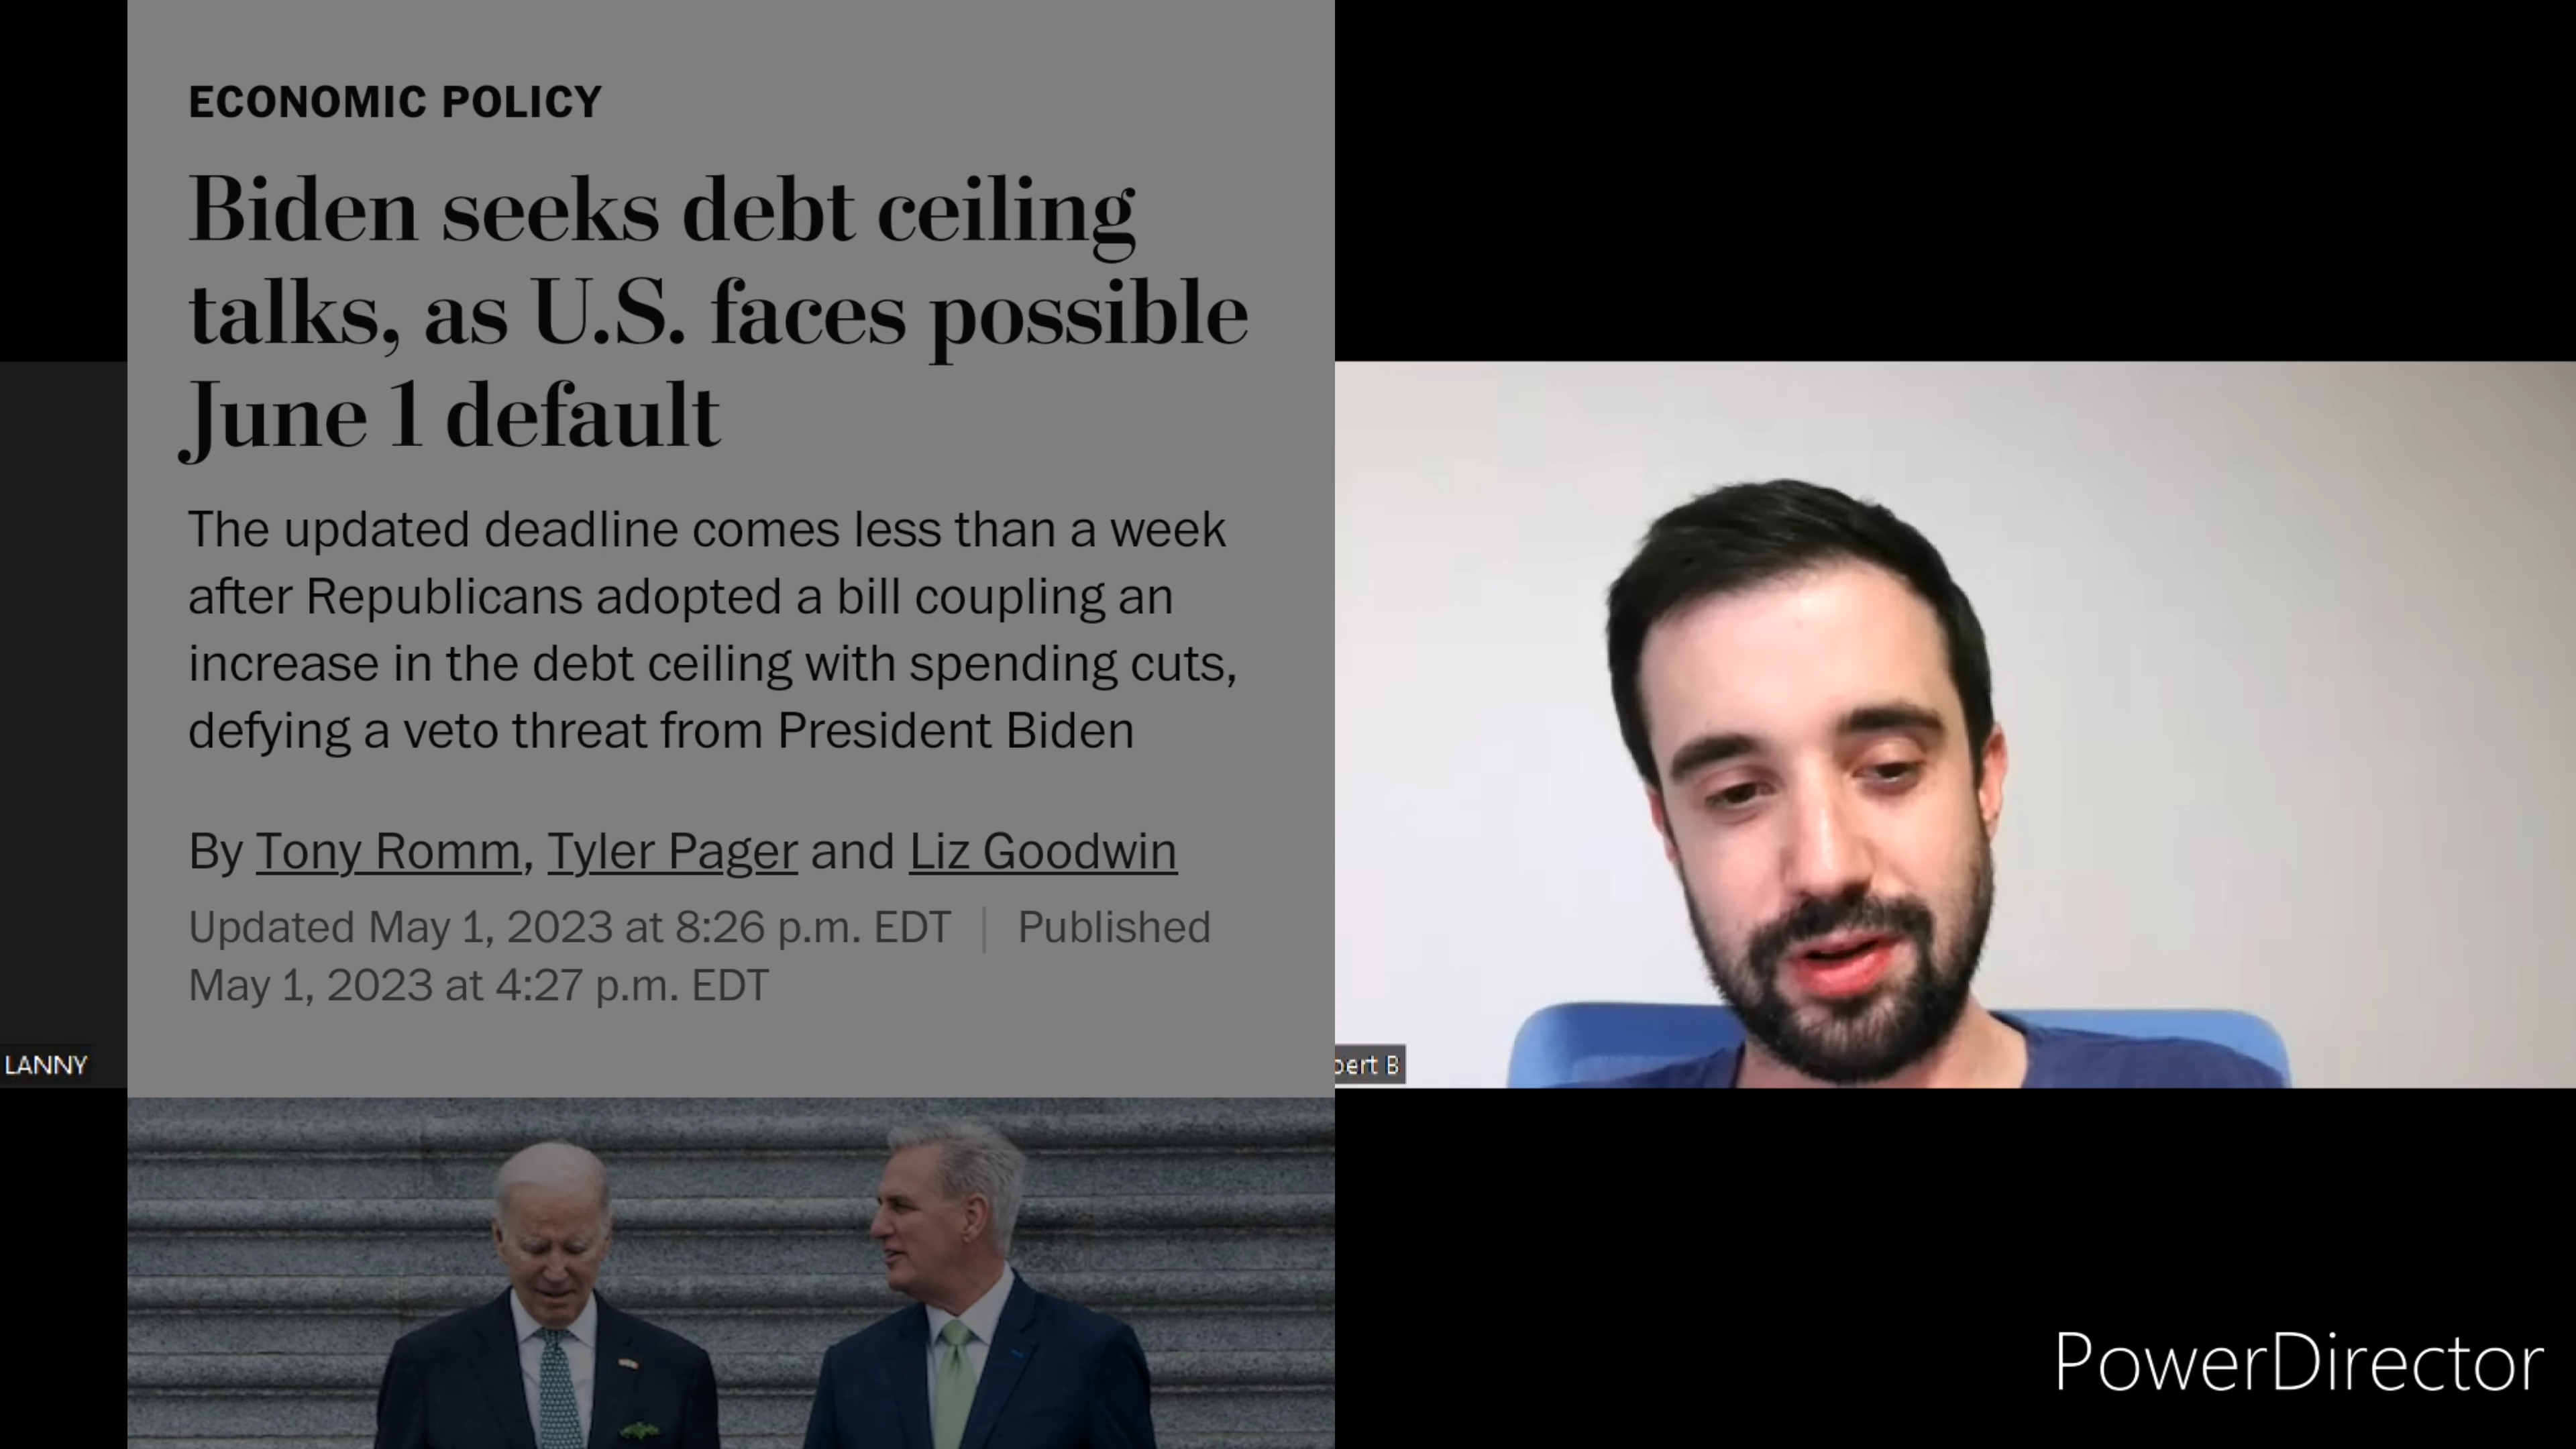 ECONOMIC POLICY
Biden seeks debt ceiling
talks, as U.S. faces possible
June 1 default
The updated deadline comes less than a week
after Republicans adopted a bill coupling an
increase in the debt ceiling with spending cuts,
defying a veto threat from President Biden
By Tony Romm, Tyler Pager and Liz Goodwin
Updated May 1, 2023 at 8:26 p.m. EDT | Published
May 1, 2023 at 4:27 p.m. EDT
LANNY
bert B
PowerDirector